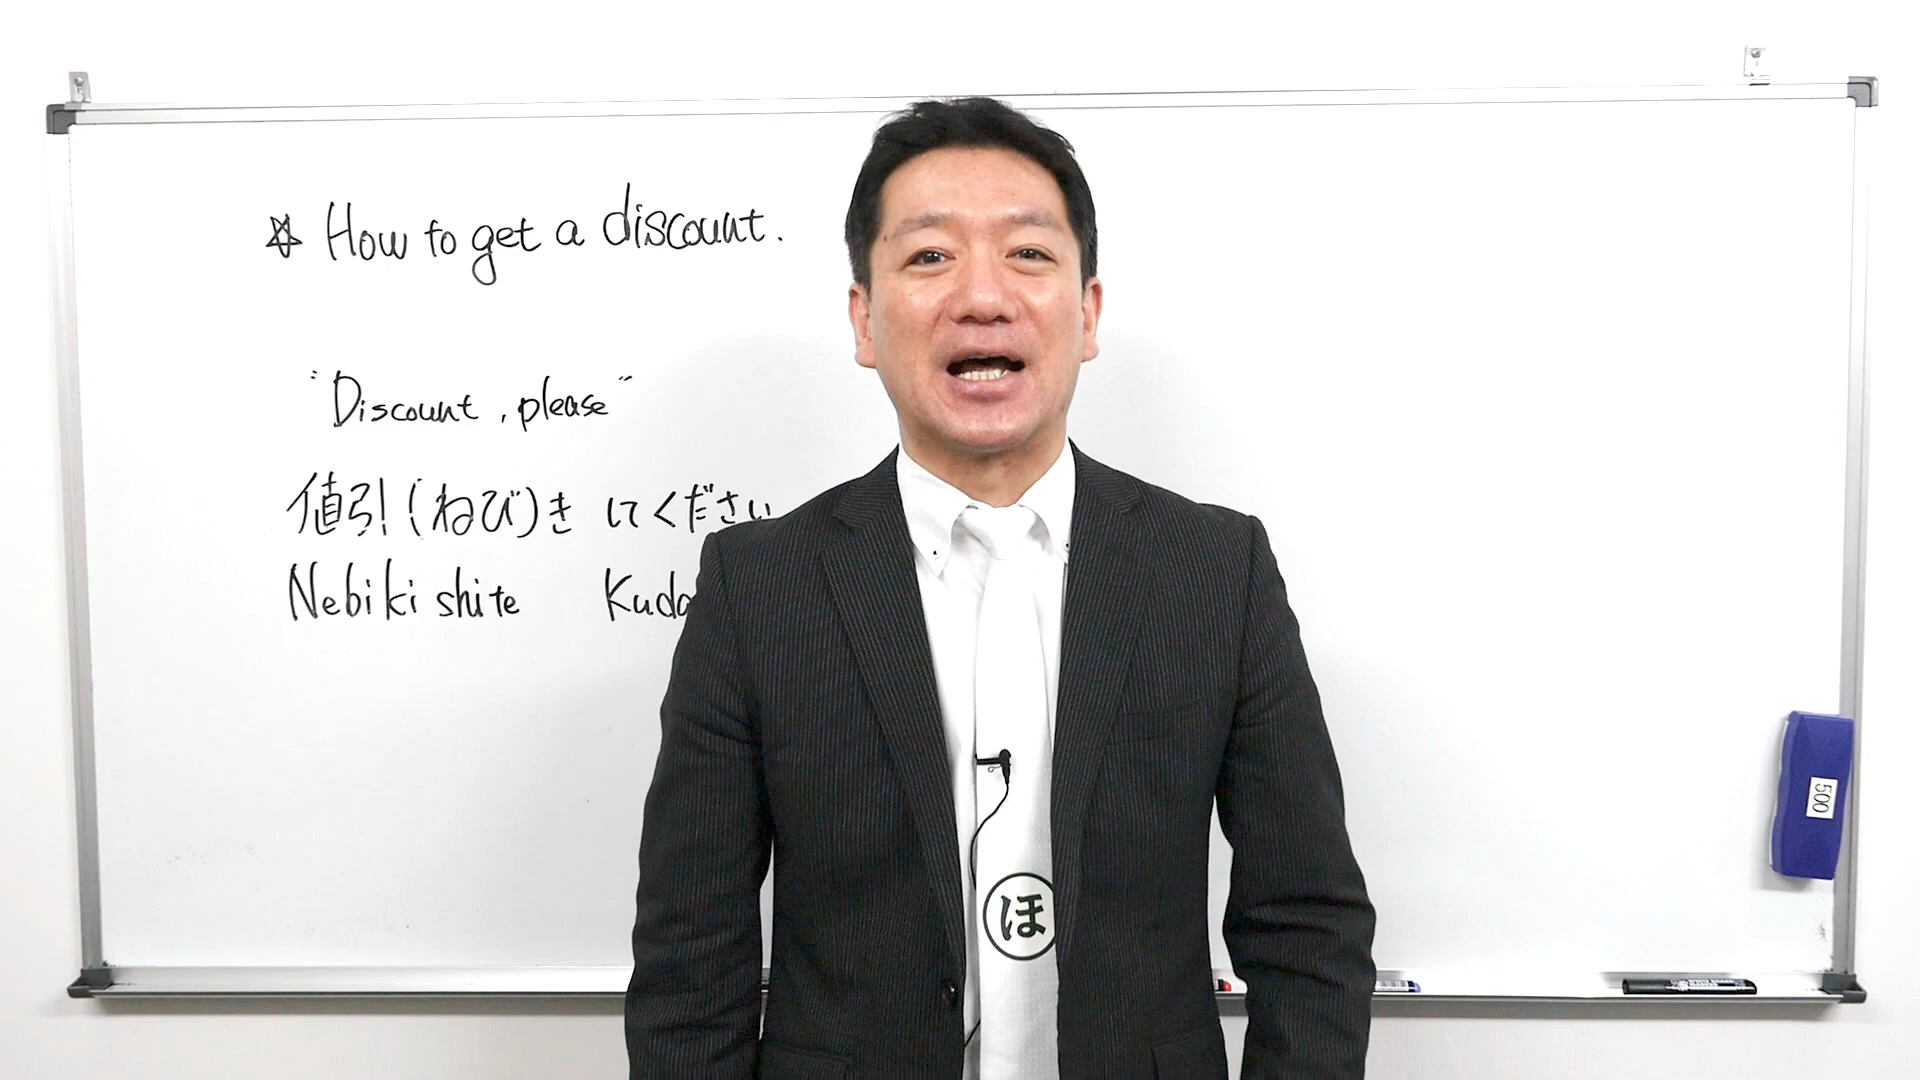 ☆ How to get a discount.
"Discount, please"
値引(ねび)き してください
Nebiki shite Kuda
ほ
500